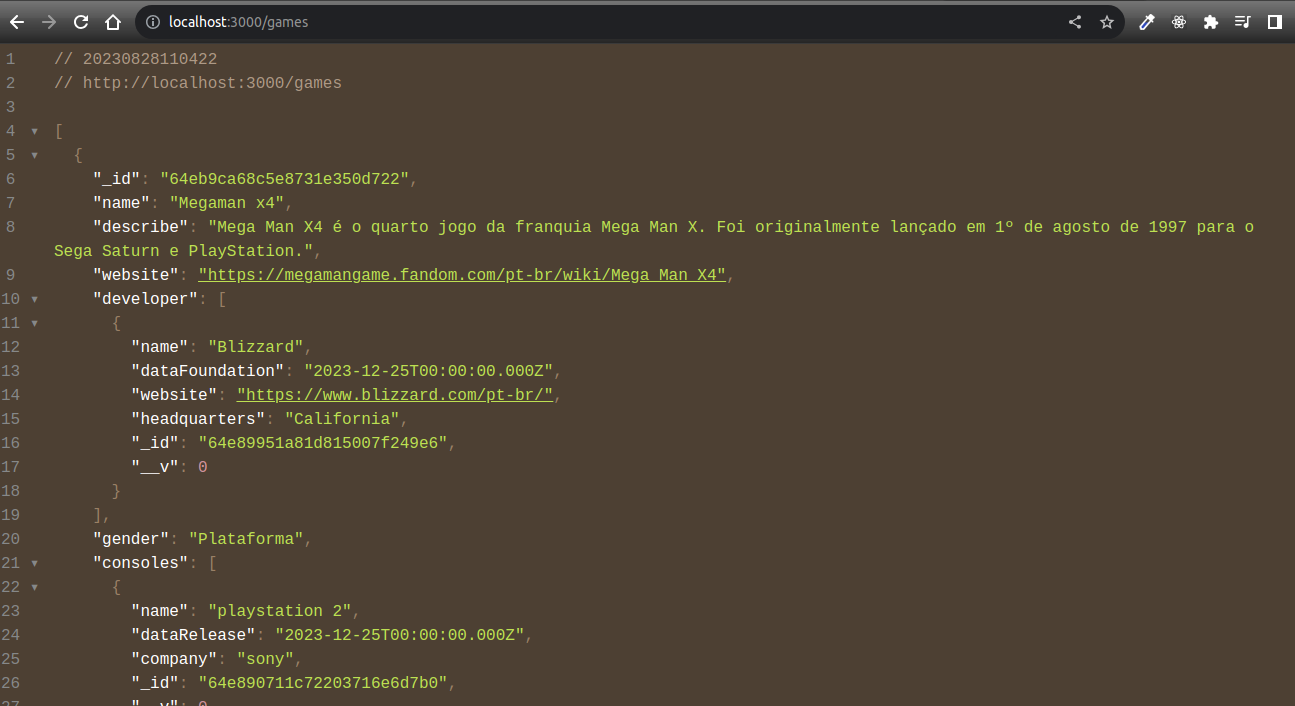 localhost:3000/games
1 // 20230828110422
2 // http://localhost:3000/games
3
4 [
5 {
6 "_id": "64eb9ca68c5e8731e350d722",
7 "name": "Megaman x4",
8 "describe": "Mega Man X4 é o quarto jogo da franquia Mega Man X. Foi originalmente lançado em 1º de agosto de 1997 para o
Sega Saturn e PlayStation.",
9 "website": "https://megamangame.fandom.com/pt-br/wiki/Mega_Man_X4",
10 "developer": [
11 {
12 "name": "Blizzard",
13 "dataFoundation": "2023-12-25T00:00:00.000Z",
14 "website": "https://www.blizzard.com/pt-br/",
15 "headquarters": "California",
16 "_id": "64e89951a81d815007f249e6",
17 "__v": 0
18 }
19 ],
20 "gender": "Plataforma",
21 "consoles": [
22 {
23 "name": "playstation 2",
24 "dataRelease": "2023-12-25T00:00:00.000Z",
25 "company": "sony",
26 "_id": "64e890711c72203716e6d7b0",
27 "__v": 0